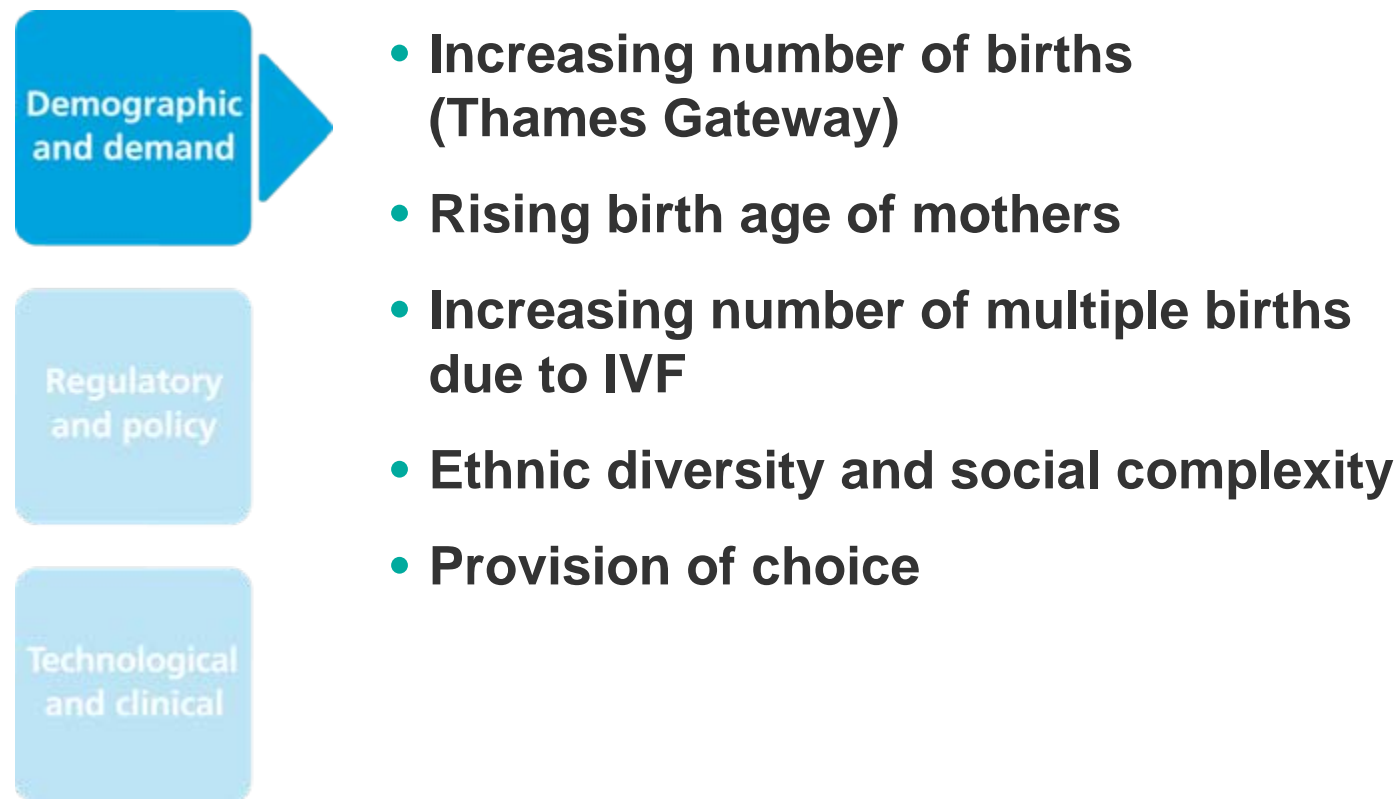 Demographic
and demand
• Increasing number of births
(Thames Gateway)
• Rising birth age of mothers
• Increasing number of multiple births
due to IVF
• Ethnic diversity and social complexity
• Provision of choice
Regulatory
and policy
Technological
and clinical